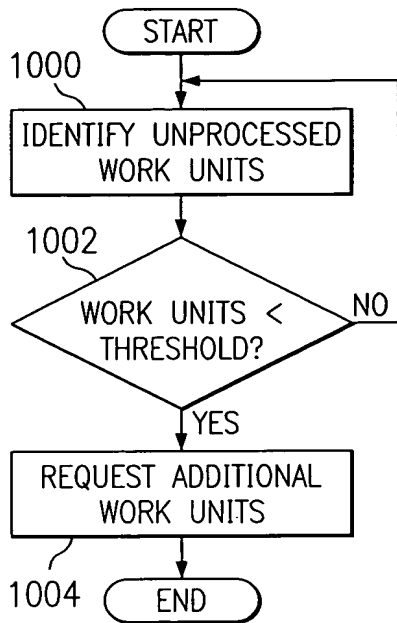 START
1000
IDENTIFY UNPROCESSED
WORK UNITS
1002
WORK UNITS <
THRESHOLD?
NO
YES
REQUEST ADDITIONAL
WORK UNITS
1004
END